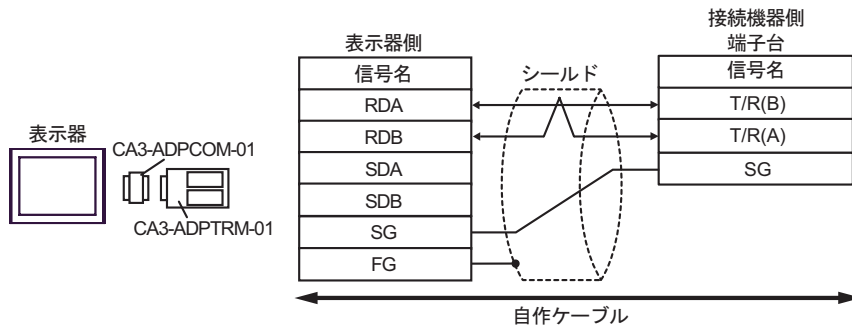 表示器
CA3-ADPCOM-01
CA3-ADPTRM-01
表示器側
信号名
RDA
RDB
SDA
SDB
SG
FG
シールド
接続機器側
端子台
信号名
T/R(B)
T/R(A)
SG
自作ケーブル